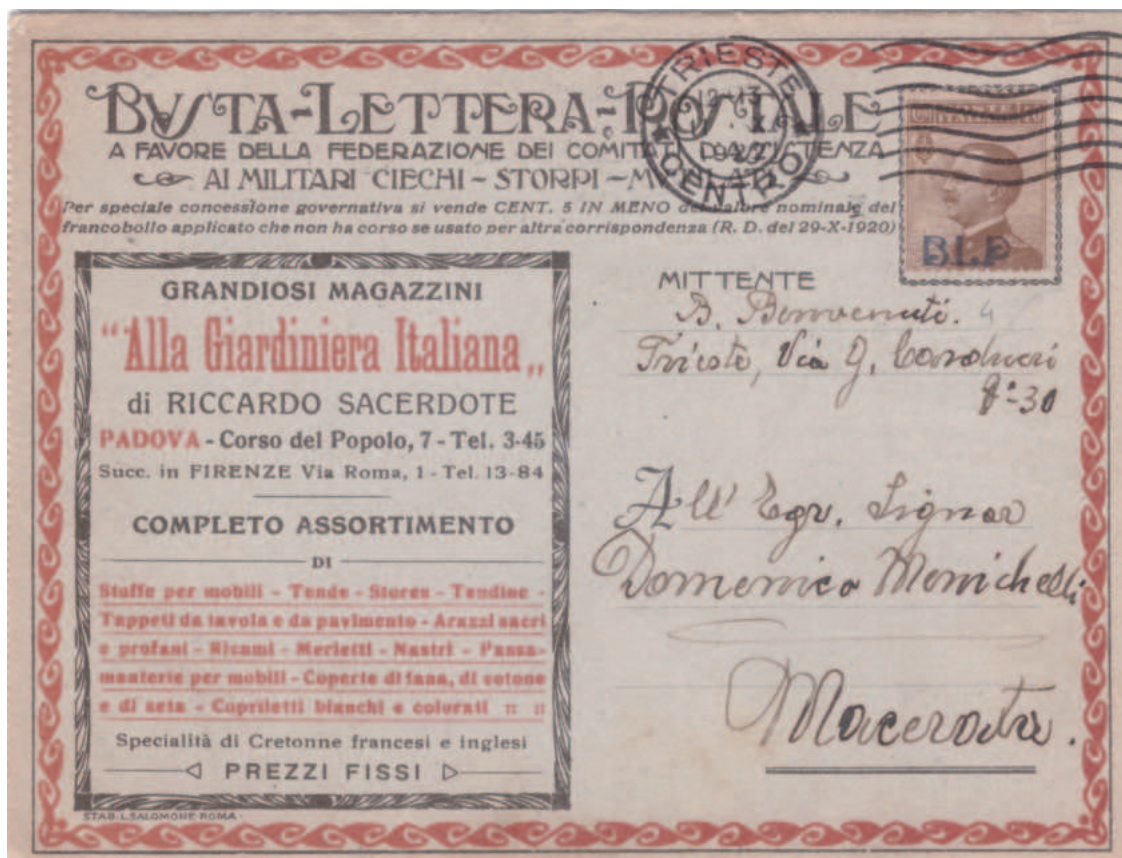 BUSTA-LETTERA-POSTALE
A FAVORE DELLA FEDERAZIONE DEI COMITATI D'ASSISTENZA
AI MILITARI CIECHI - STORPI - MUTILATI
Per speciale concessione governativa si vende CENT. 5 IN MENO del valore nominale del
francobollo applicato che non ha corso se usato per altra corrispondenza (R. D. del 29-X-1920)
TRIESTE
12-13
CENTRO
B.L.P
GRANDIOSI MAGAZZINI
"Alla Giardiniera Italiana„
di RICCARDO SACERDOTE
PADOVA - Corso del Popolo, 7 - Tel. 3-45
Succ. in FIRENZE Via Roma, 1 - Tel. 13-84
COMPLETO ASSORTIMENTO
DI
Stoffe per mobili - Tende - Stores - Tendine -
Tappeti da tavola e da pavimento - Arazzi sacri
e profani - Ricami - Merletti - Nastri - Passa-
manterie per mobili - Coperte di lana, di cotone
e di seta - Copriletti bianchi e colorati :: ::
Specialità di Cretonne francesi e inglesi
PREZZI FISSI
STAB. L. SALOMONE ROMA
MITTENTE
B. Benvenuti.
Trieste, Via G. Carducci
30
All' Egr. Signor
Domenico Monichelli
Macerata.